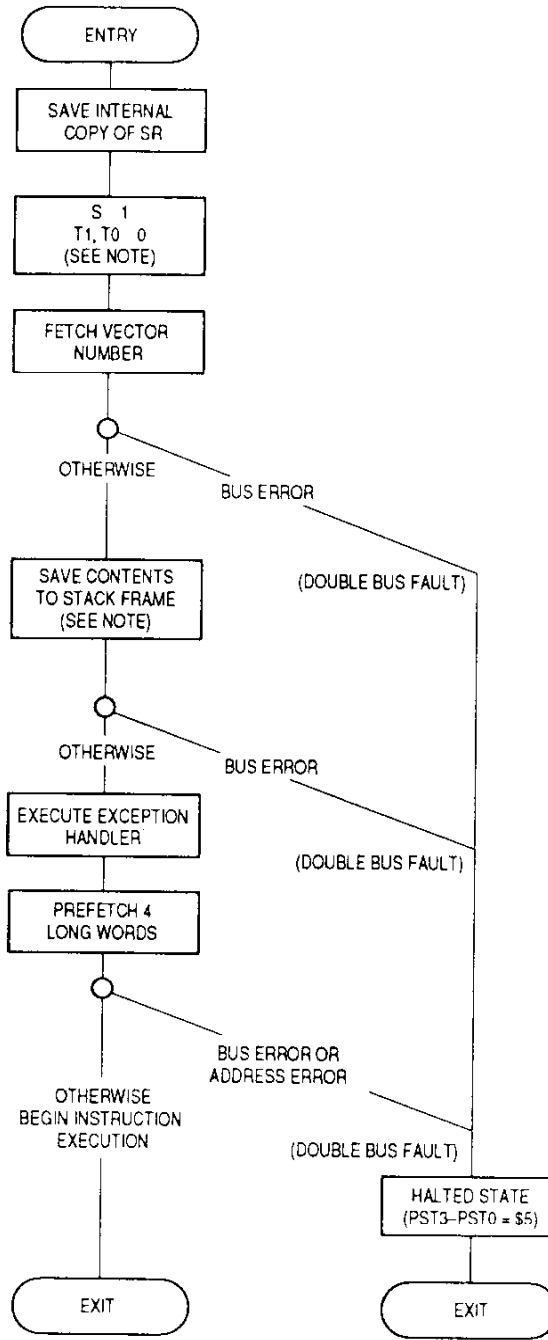 ENTRY
SAVE INTERNAL
COPY OF SR
S 1
T1, T0 0
(SEE NOTE)
FETCH VECTOR
NUMBER
OTHERWISE
BUS ERROR
(DOUBLE BUS FAULT)
SAVE CONTENTS
TO STACK FRAME
(SEE NOTE)
OTHERWISE
BUS ERROR
(DOUBLE BUS FAULT)
EXECUTE EXCEPTION
HANDLER
PREFETCH 4
LONG WORDS
BUS ERROR OR
ADDRESS ERROR
OTHERWISE
BEGIN INSTRUCTION
EXECUTION
(DOUBLE BUS FAULT)
HALTED STATE
(PST3–PST0 = $5)
EXIT
EXIT